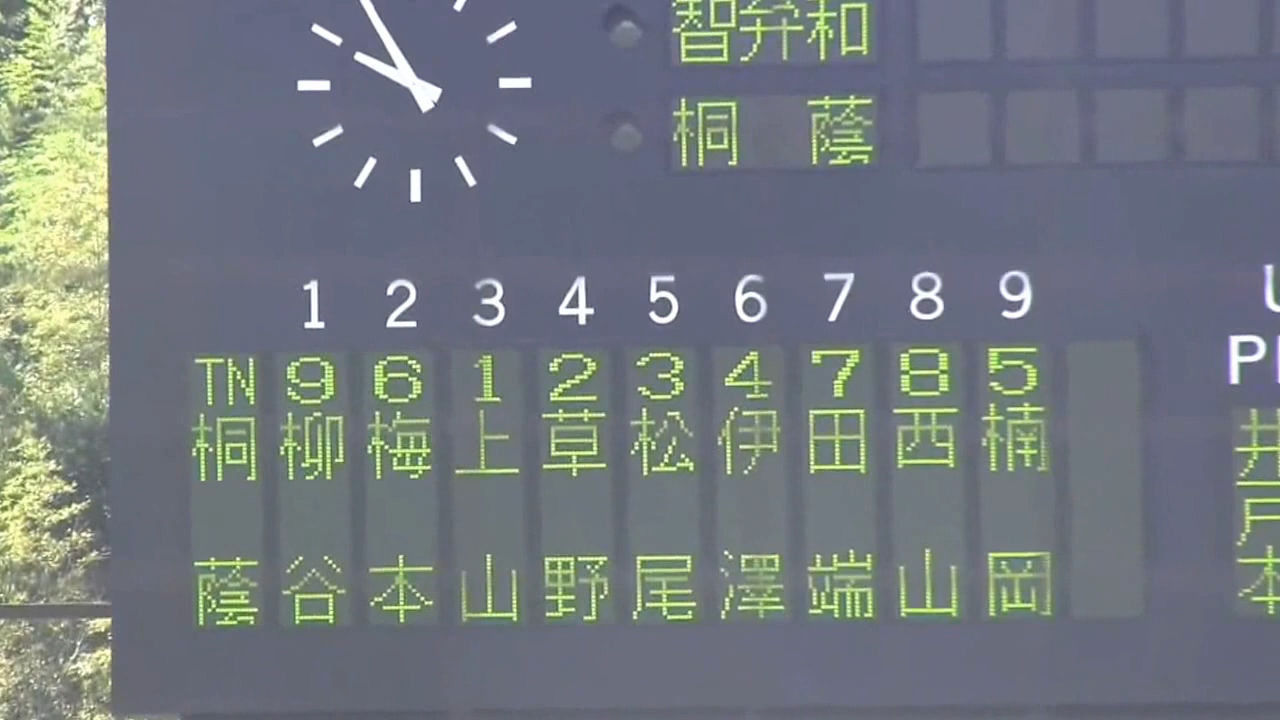 智弁和
桐蔭
1 2 3 4 5 6 7 8 9
TN 9 6 1 2 3 4 7 8 5
桐蔭 柳谷 梅本 上山 草野 松尾 伊澤 田端 西山 楠岡